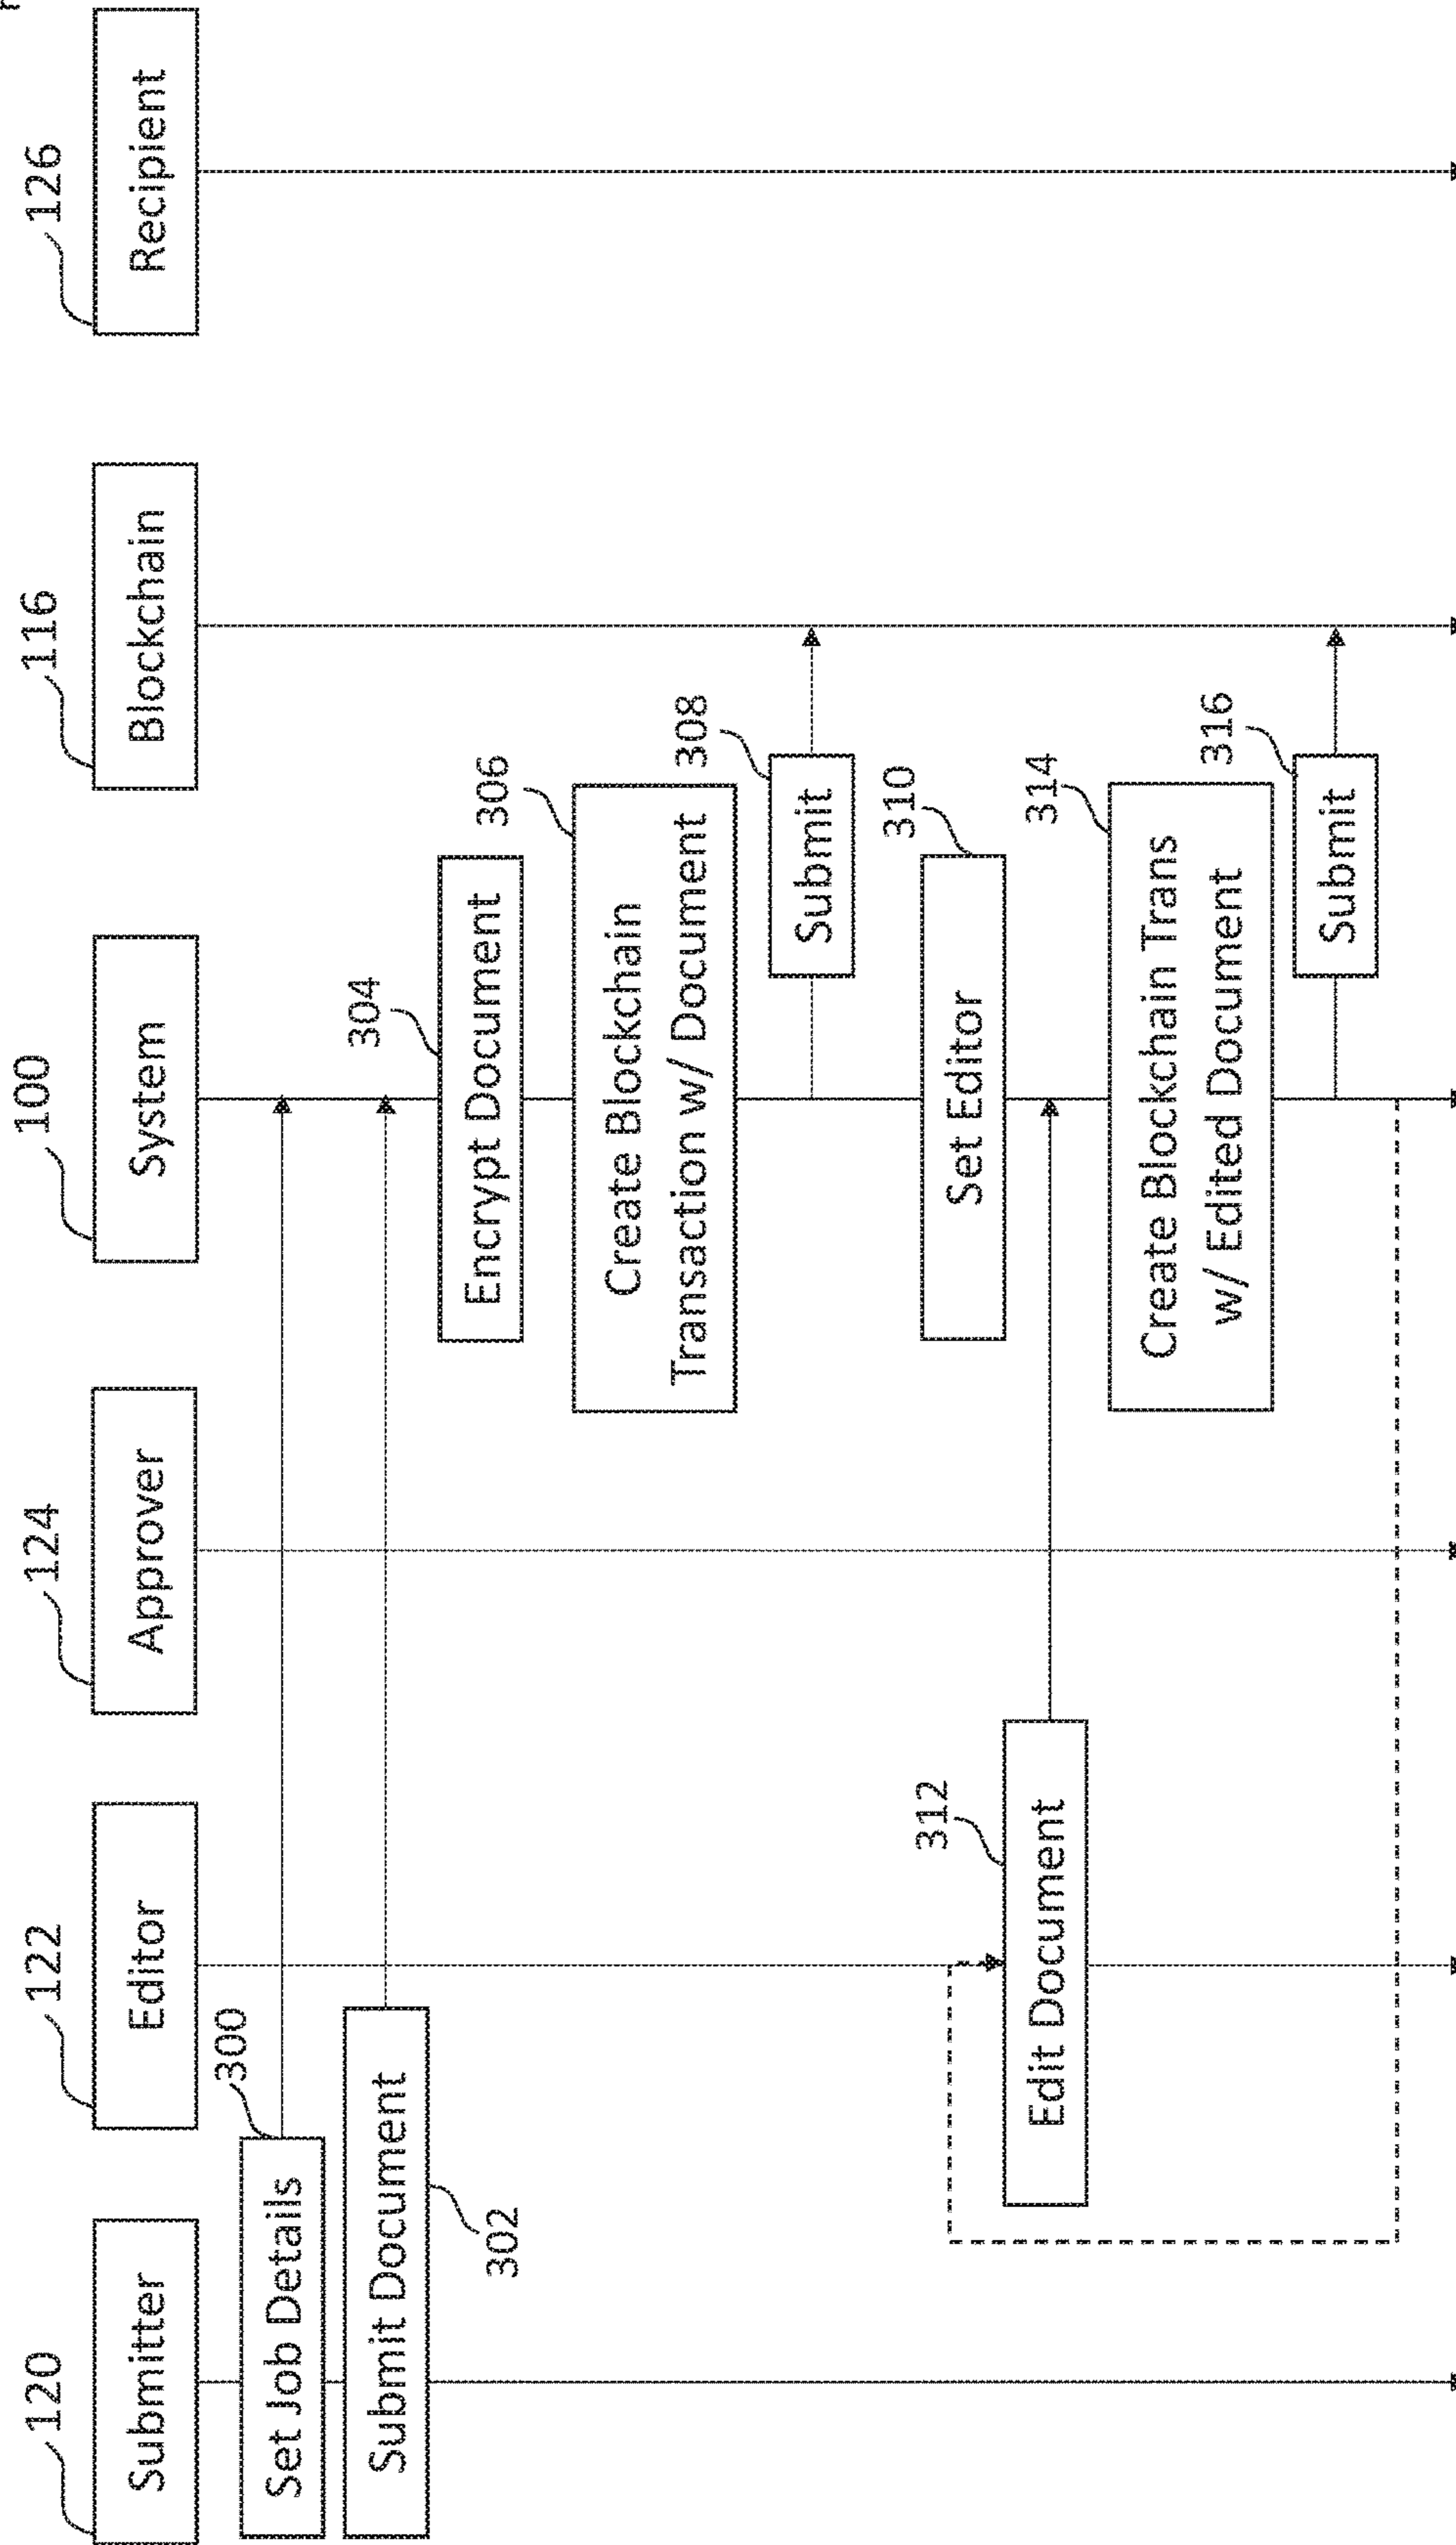 120
122
124
100
116
126
Submitter
Editor
Approver
System
Blockchain
Recipient
300
Set Job Details
Submit Document
302
304
Encrypt Document
306
Create Blockchain
Transaction w/ Document
308
Submit
310
Set Editor
312
Edit Document
314
Create Blockchain Trans
w/ Edited Document
316
Submit